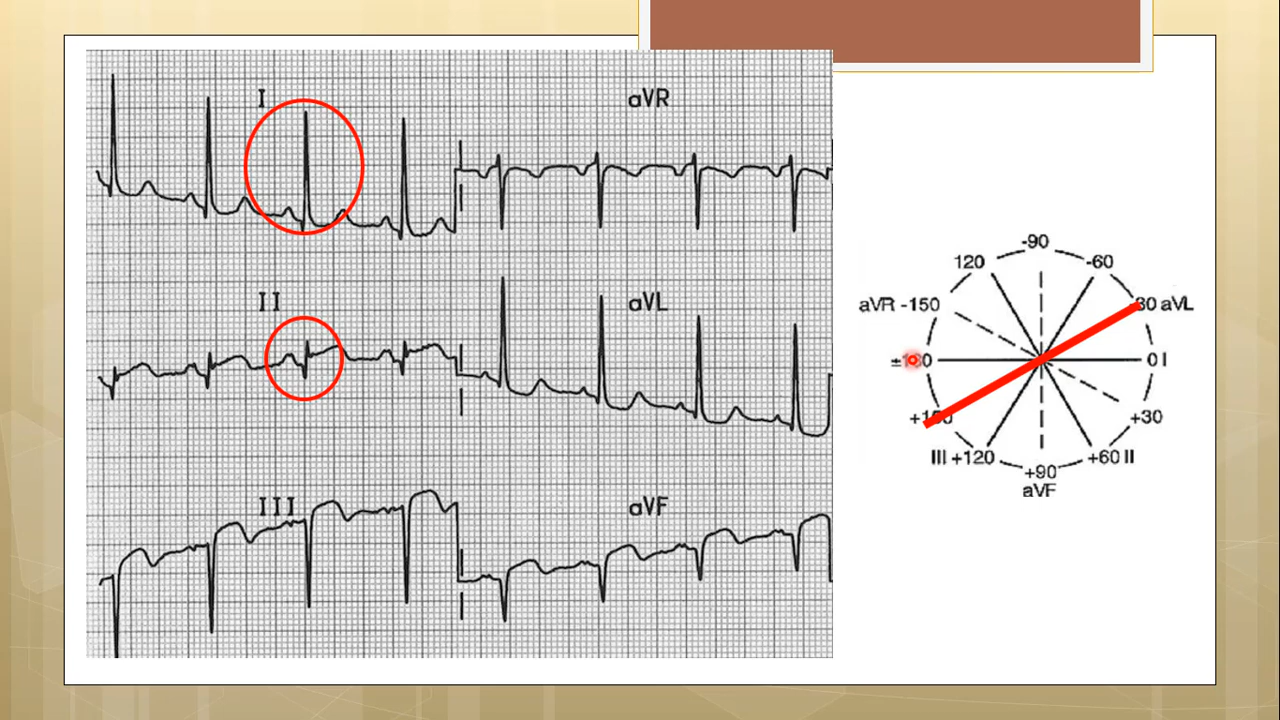 I
aVR
II
aVL
III
aVF
-90
120
-60
aVR -150
aVL
0 I
+30
III +120
+60 II
+90
aVF